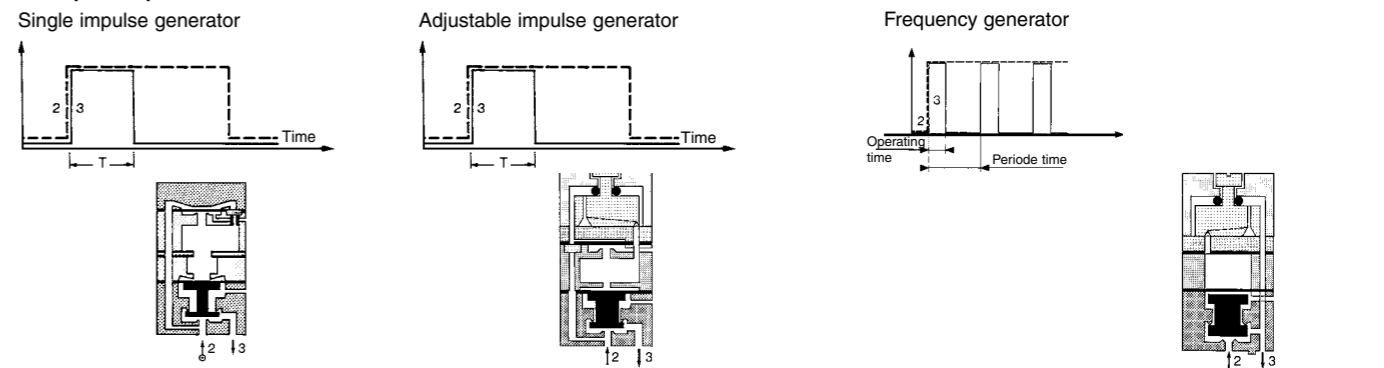 Single impulse generator
2 3
Time
T
2 3
Adjustable impulse generator
2 3
Time
T
2 3
Frequency generator
3
2
Operating
time
Periode time
2 3